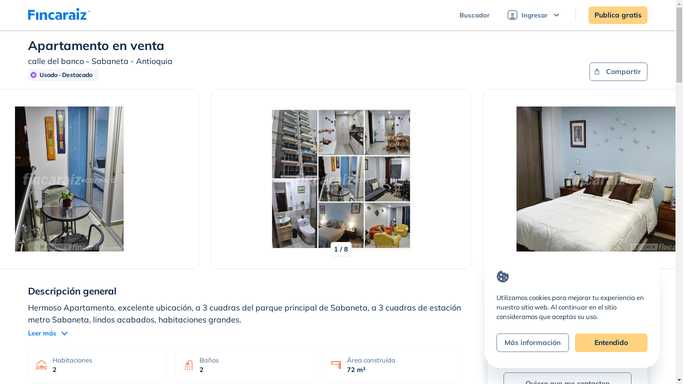 Fincaraiz
Buscador
Ingresar
Publica gratis
Apartamento en venta
calle del banco - Sabaneta - Antioquia
Usado - Destacado
Compartir
fincaraiz
fincaraiz
1 / 8
Descripción general
Hermoso Apartamento, excelente ubicación, a 3 cuadras del parque principal de Sabaneta, a 3 cuadras de estación
metro Sabaneta, lindos acabados, habitaciones grandes.
Leer más
Habitaciones
2
Baños
2
Área construída
72 m²
Utilizamos cookies para mejorar tu experiencia en
nuestro sitio web. Al continuar en el sitio
consideramos que aceptas su uso.
Más información
Entendido
Quiero que me contacten